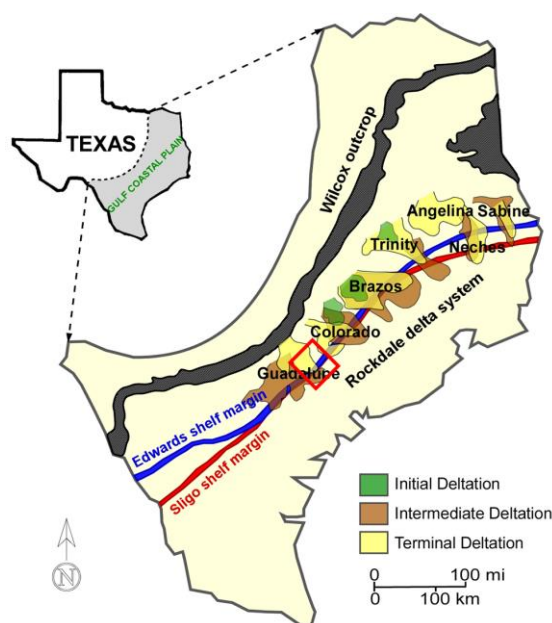 TEXAS
GULF COASTAL PLAIN
Wilcox outcrop
Angelina Sabine
Trinity
Neches
Brazos
Colorado
Rockdale delta system
Guadalupe
Edwards shelf margin
Sligo shelf margin
Initial Deltation
Intermediate Deltation
Terminal Deltation
0 100 mi
0 100 km
N